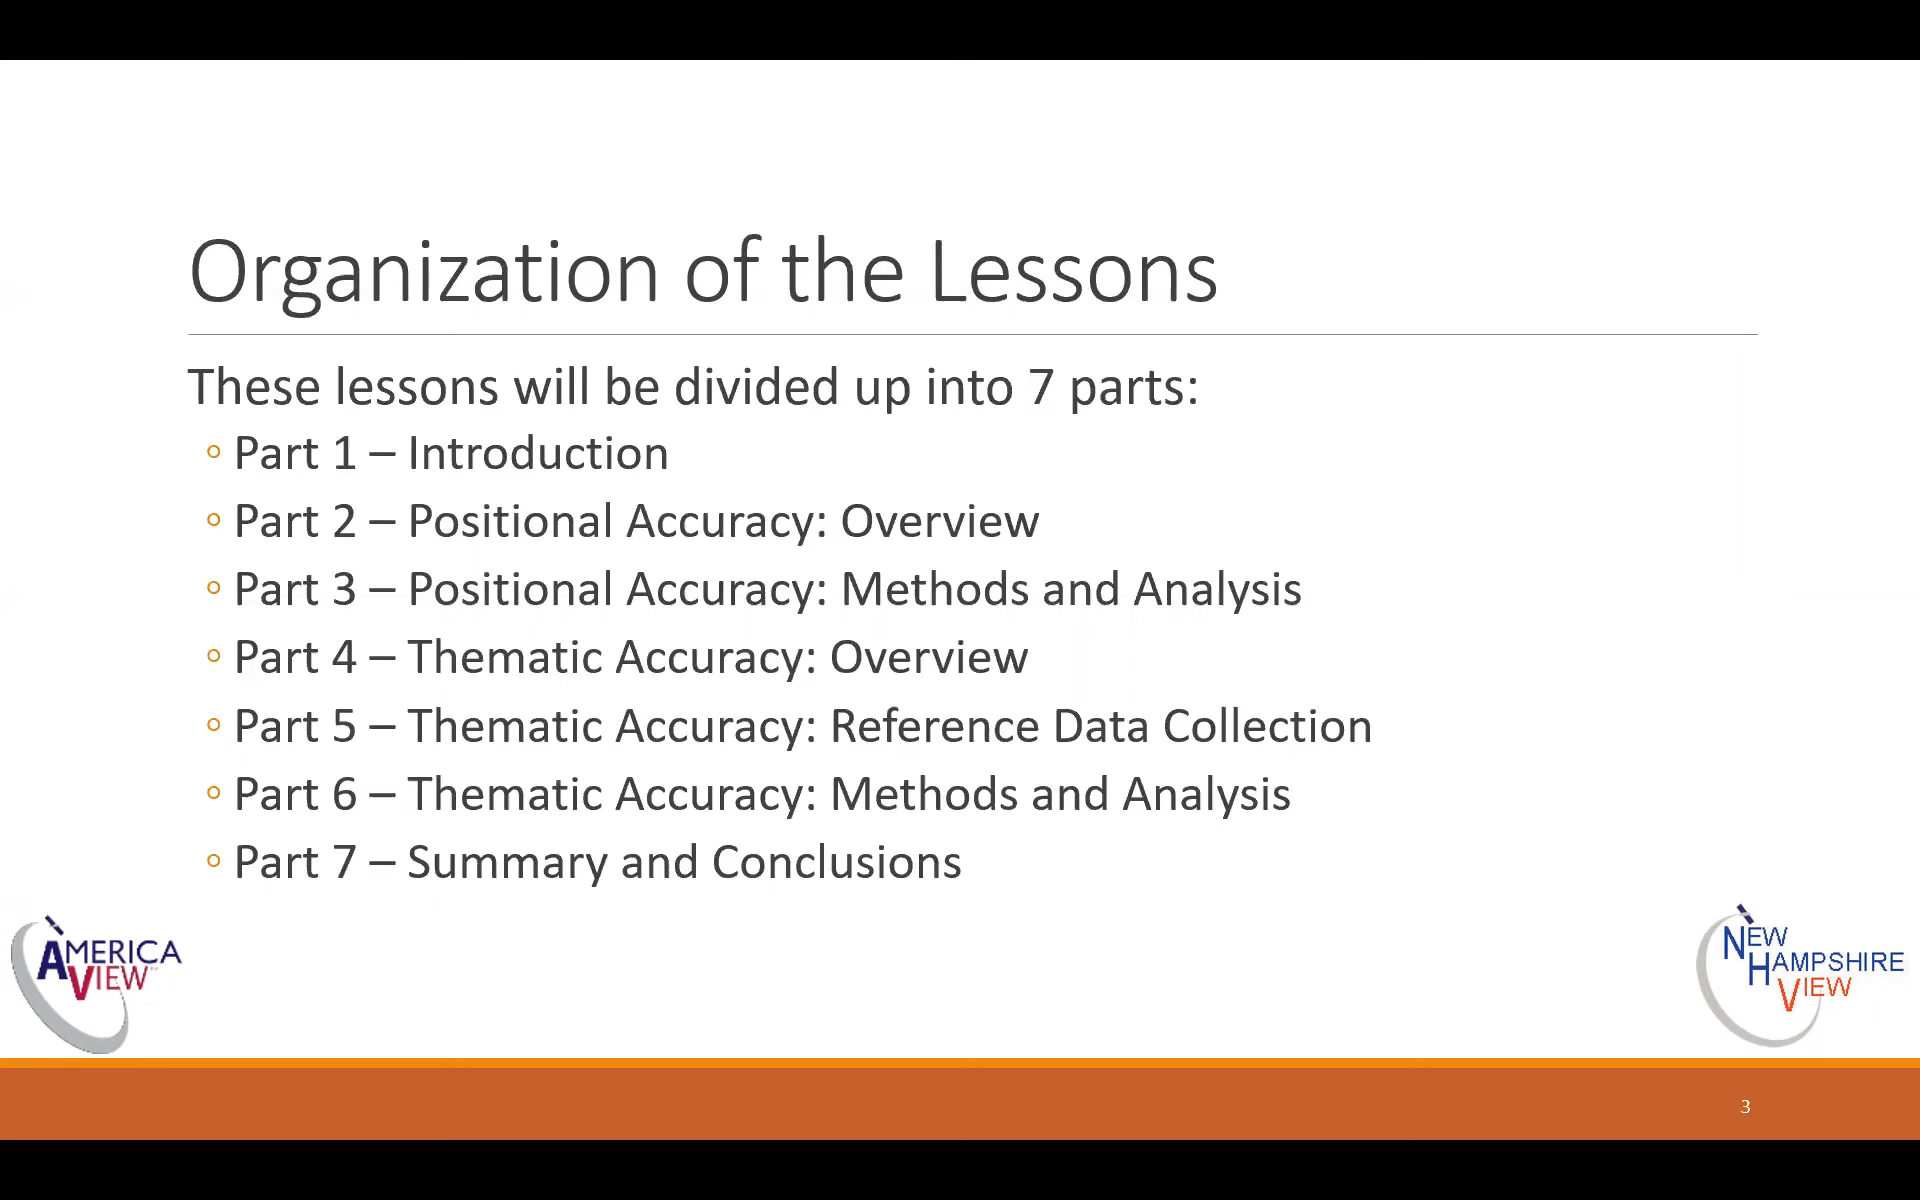 Organization of the Lessons
These lessons will be divided up into 7 parts:
◦ Part 1 – Introduction
◦ Part 2 – Positional Accuracy: Overview
◦ Part 3 – Positional Accuracy: Methods and Analysis
◦ Part 4 – Thematic Accuracy: Overview
◦ Part 5 – Thematic Accuracy: Reference Data Collection
◦ Part 6 – Thematic Accuracy: Methods and Analysis
◦ Part 7 – Summary and Conclusions
AMERICA
VIEW
NEW
HAMPSHIRE
VIEW
3